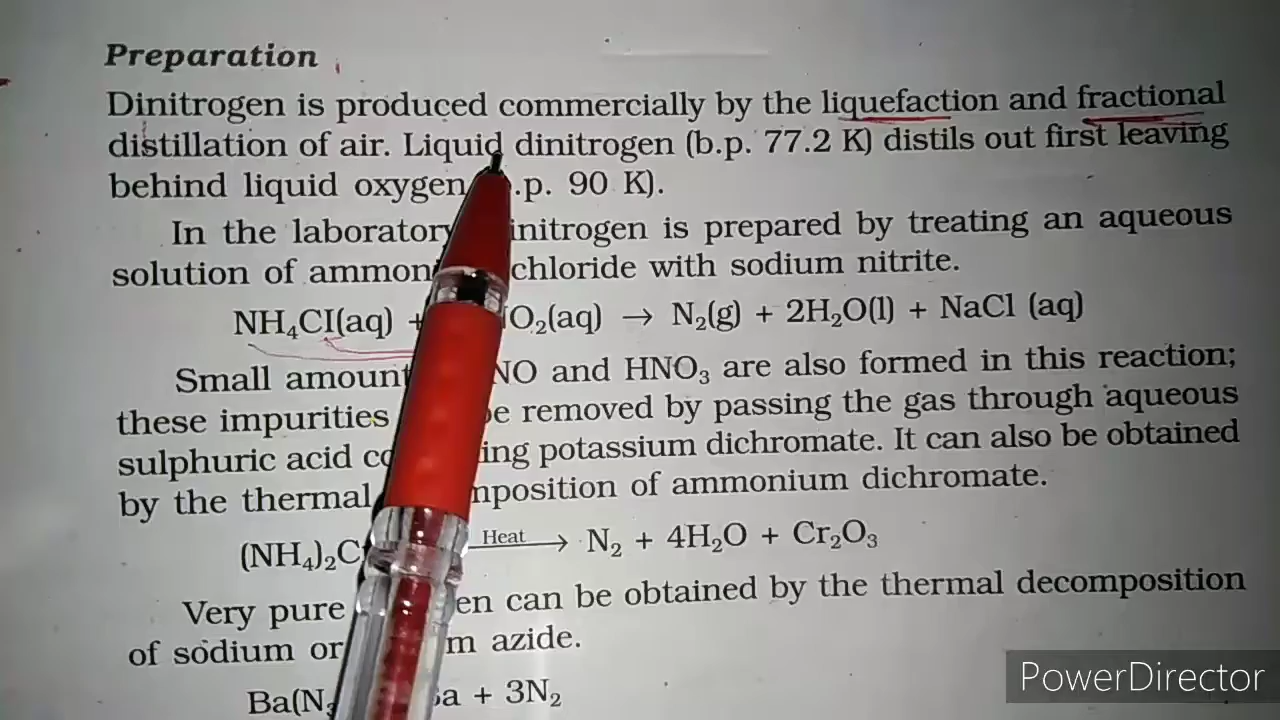 Preparation
Dinitrogen is produced commercially by the liquefaction and fractional
distillation of air. Liquid dinitrogen (b.p. 77.2 K) distils out first leaving
behind liquid oxygen .p. 90 K).
In the laboratory initrogen is prepared by treating an aqueous
solution of ammon chloride with sodium nitrite.
NH₄CI(aq) + O₂(aq) → N₂(g) + 2H₂O(l) + NaCl (aq)
Small amount NO and HNO₃ are also formed in this reaction;
these impurities be removed by passing the gas through aqueous
sulphuric acid co ing potassium dichromate. It can also be obtained
by the thermal mposition of ammonium dichromate.
(NH₄)₂C Heat → N₂ + 4H₂O + Cr₂O₃
Very pure en can be obtained by the thermal decomposition
of sodium or m azide.
Ba(N₃ a + 3N₂
PowerDirector